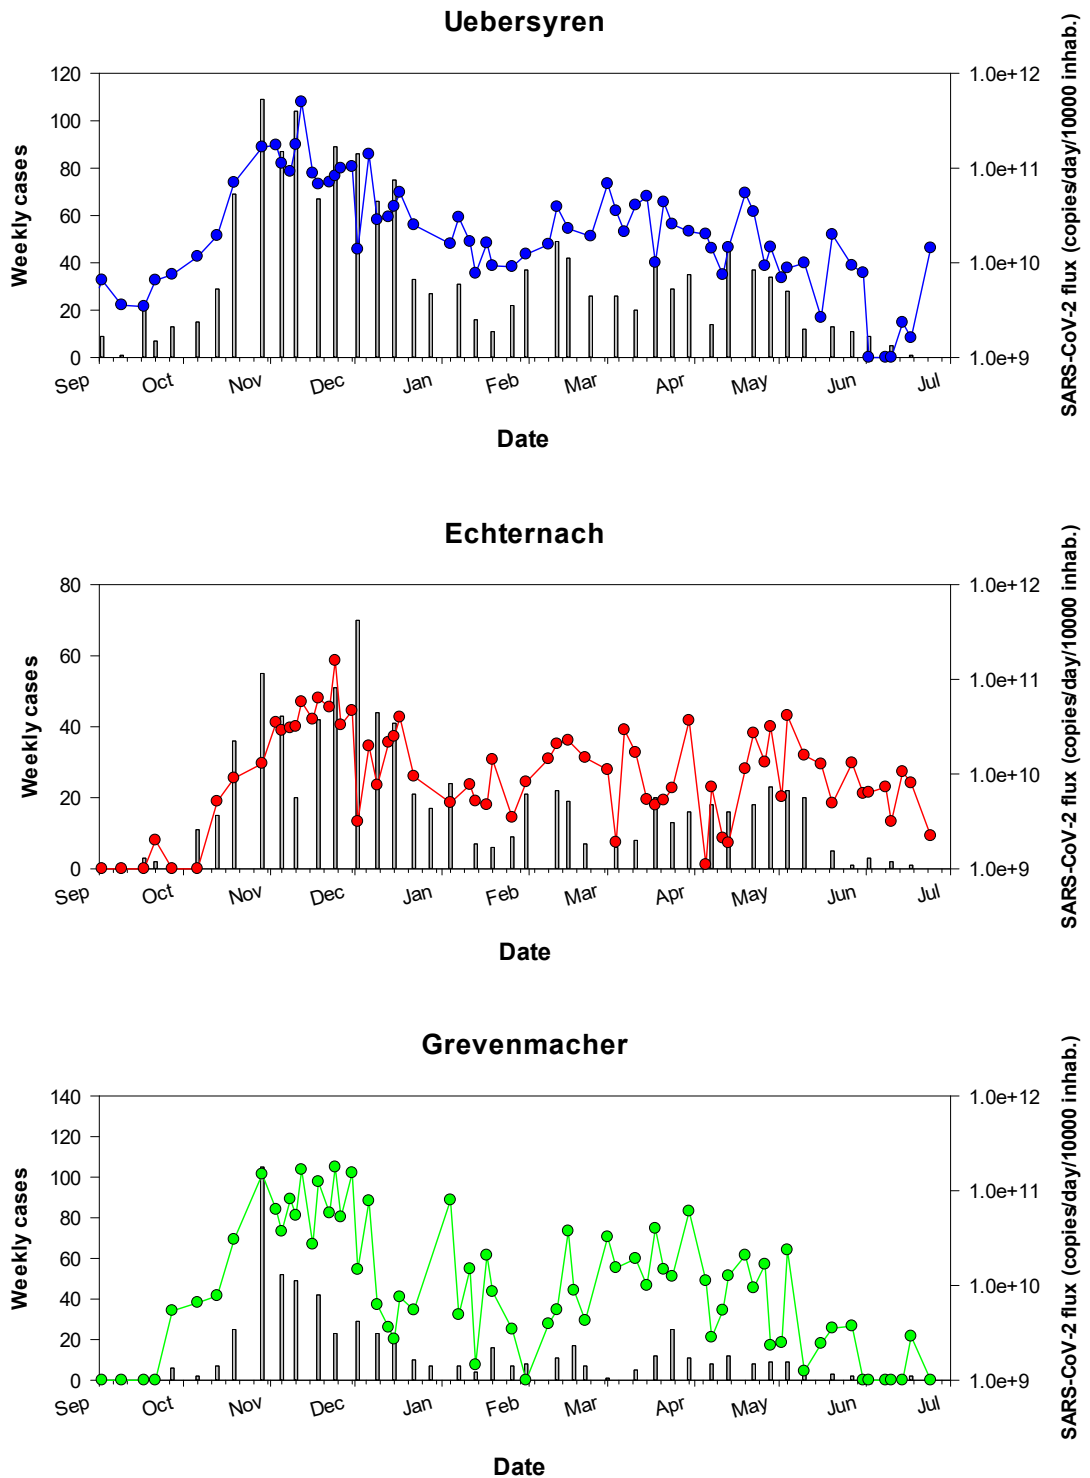 Uebersyren
Weekly cases
120
100
80
60
40
20
0
1.0e+12
1.0e+11
1.0e+10
1.0e+9
SARS-CoV-2 flux (copies/day/10000 inhab.)
Sep Oct Nov Dec Jan Feb Mar Apr May Jun Jul
Date
Echternach
Weekly cases
80
60
40
20
0
1.0e+12
1.0e+11
1.0e+10
1.0e+9
SARS-CoV-2 flux (copies/day/10000 inhab.)
Sep Oct Nov Dec Jan Feb Mar Apr May Jun Jul
Date
Grevenmacher
Weekly cases
140
120
100
80
60
40
20
0
1.0e+12
1.0e+11
1.0e+10
1.0e+9
SARS-CoV-2 flux (copies/day/10000 inhab.)
Sep Oct Nov Dec Jan Feb Mar Apr May Jun Jul
Date